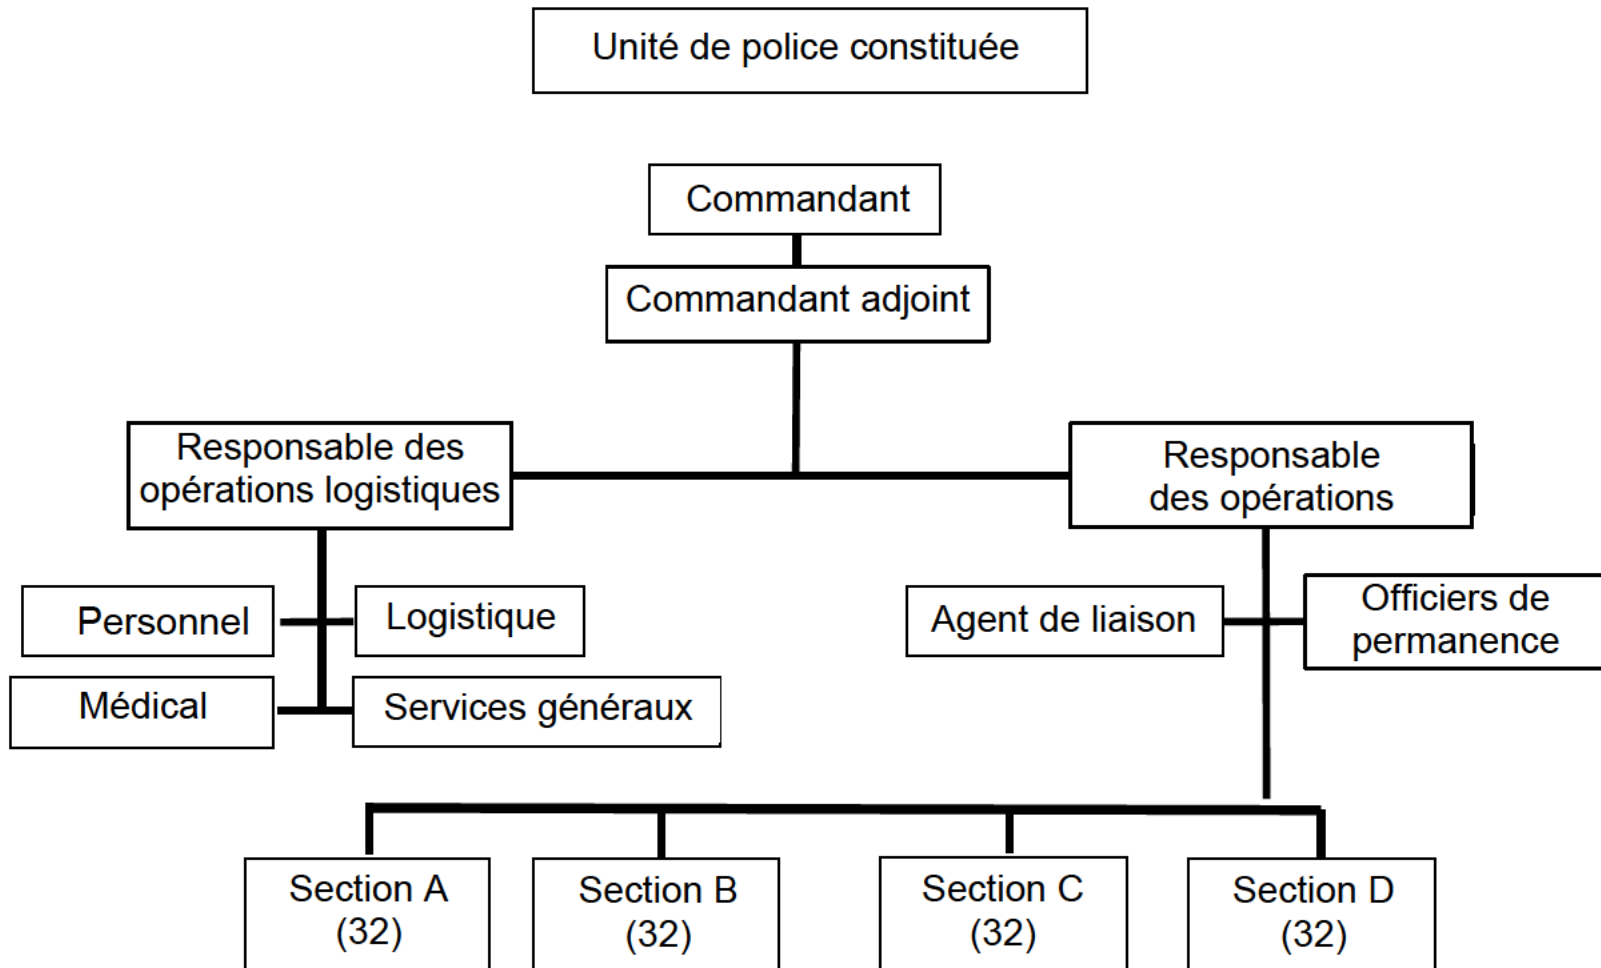 Unité de police constituée
Commandant
Commandant adjoint
Responsable des
opérations logistiques
Responsable
des opérations
Personnel
Logistique
Agent de liaison
Officiers de
permanence
Médical
Services généraux
Section A
(32)
Section B
(32)
Section C
(32)
Section D
(32)